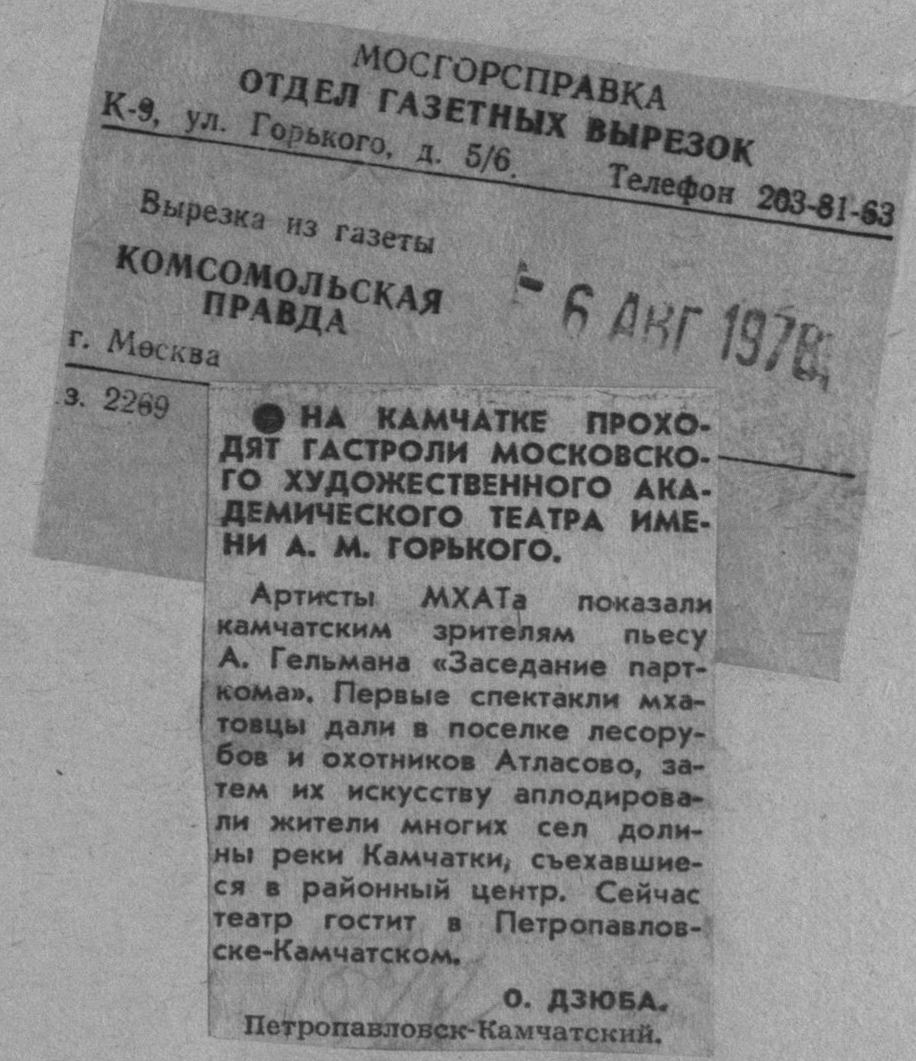 МОСГОРСПРАВКА
ОТДЕЛ ГАЗЕТНЫХ ВЫРЕЗОК
К-9, ул. Горького, д. 5/6. Телефон 203-81-63
Вырезка из газеты
КОМСОМОЛЬСКАЯ
ПРАВДА
- 6 АВГ 1978
г. Москва
з. 2269
НА КАМЧАТКЕ ПРОХО-
ДЯТ ГАСТРОЛИ МОСКОВСКО-
ГО ХУДОЖЕСТВЕННОГО АКА-
ДЕМИЧЕСКОГО ТЕАТРА ИМЕ-
НИ А. М. ГОРЬКОГО.
Артисты МХАТа показали
камчатским зрителям пьесу
А. Гельмана «Заседание парт-
кома». Первые спектакли мха-
товцы дали в поселке лесору-
бов и охотников Атласово, за-
тем их искусству аплодирова-
ли жители многих сел доли-
ны реки Камчатки, съехавшие-
ся в районный центр. Сейчас
театр гостит в Петропавлов-
ске-Камчатском.
О. ДЗЮБА.
Петропавловск-Камчатский.